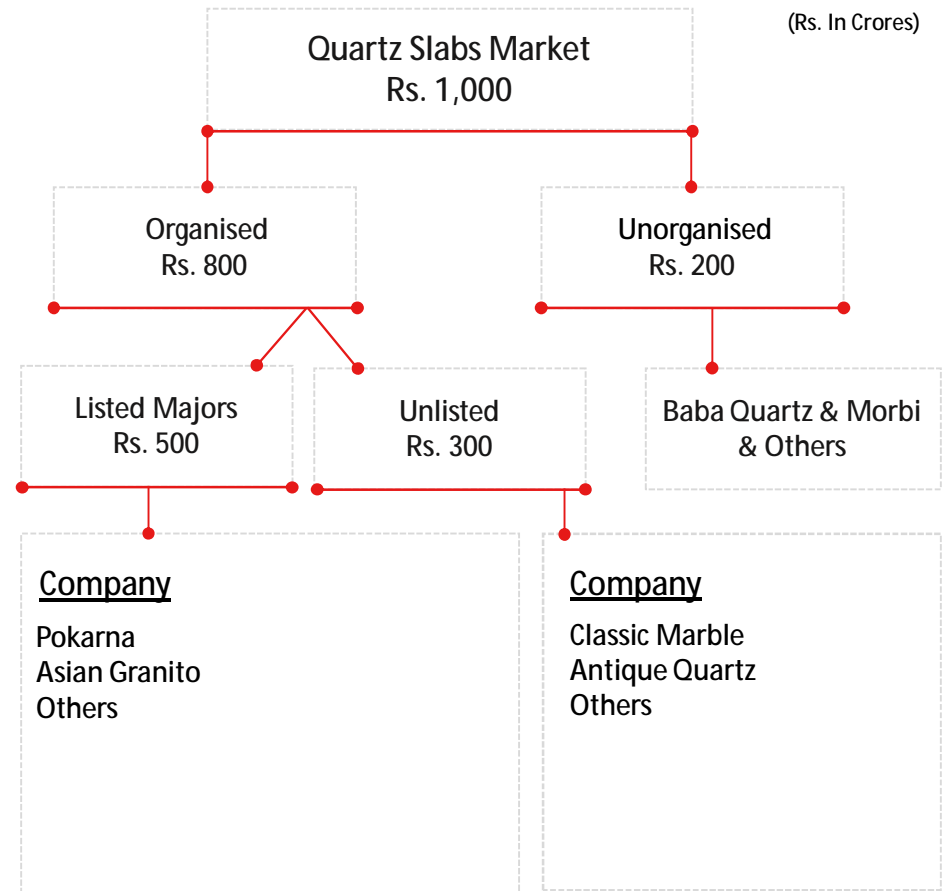 (Rs. In Crores)
Quartz Slabs Market
Rs. 1,000
Organised
Rs. 800
Unorganised
Rs. 200
Listed Majors
Rs. 500
Unlisted
Rs. 300
Baba Quartz & Morbi
& Others
Company
Pokarna
Asian Granito
Others
Company
Classic Marble
Antique Quartz
Others